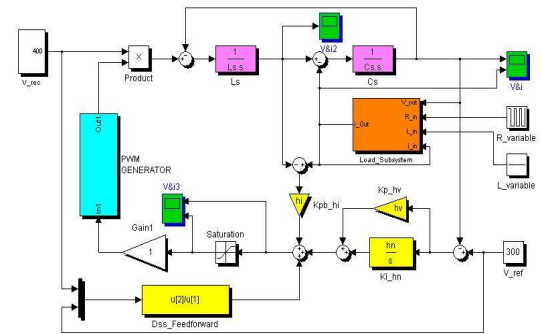 400
V_rec
Product
1
Ls.s
Ls
V&i2
1
Cs.s
Cs
V&i
V_out
R_in
L_in
i_in
i_Out
Load_Subsystem
R_variable
L_variable
Out1
In1
PWM
GENERATOR
V&i3
Gain1
1
Saturation
hi
Kpb_hi
Kp_hv
hv
hn
s
Ki_hn
300
V_ref
u[2]/u[1]
Dss_Feedforward